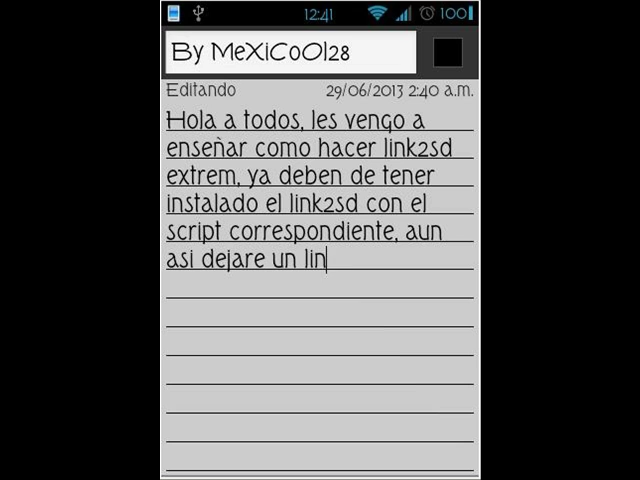 12:41 100
By MeXiCoOl28
Editando 29/06/2013 2:40 a.m.
Hola a todos, les vengo a
enseñar como hacer link2sd
extrem, ya deben de tener
instalado el link2sd con el
script correspondiente, aun
asi dejare un lin